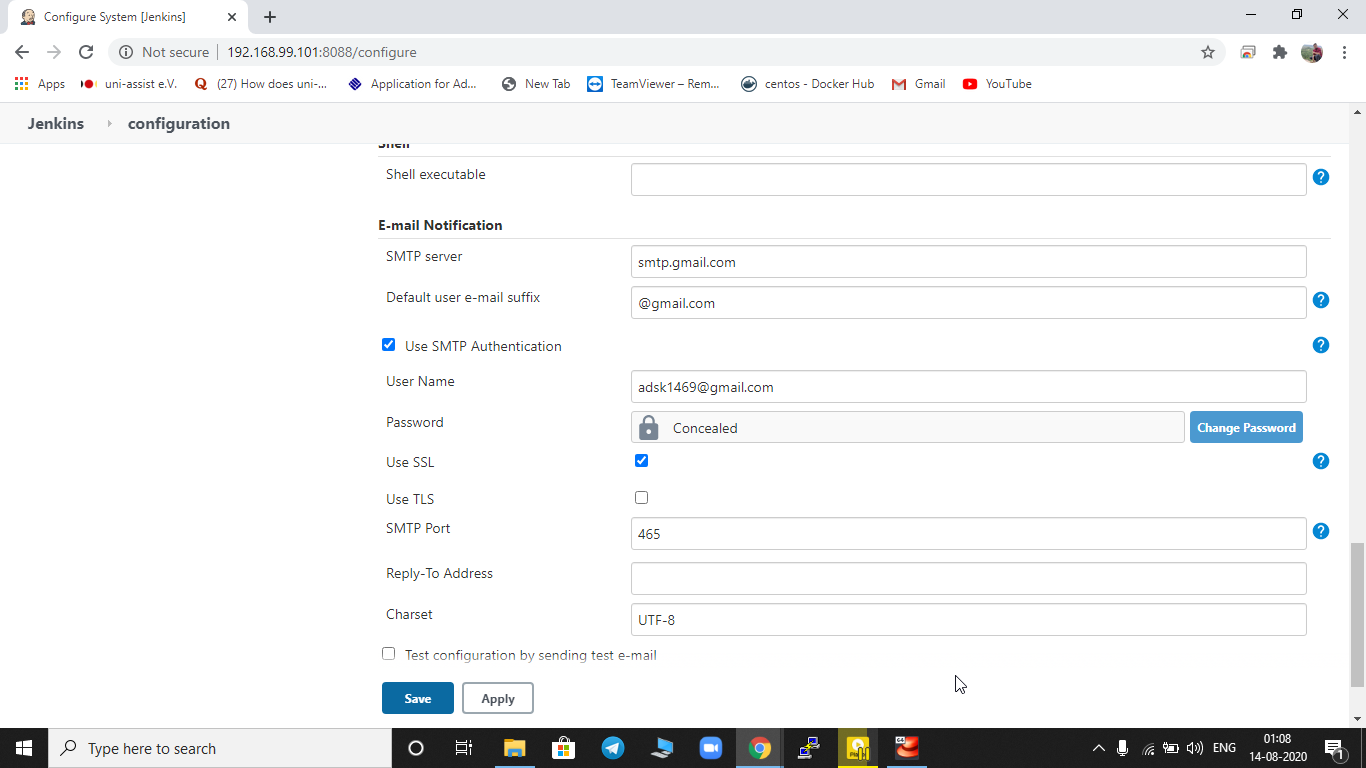 Configure System [Jenkins]
Not secure
192.168.99.101:8088/configure
Apps
uni-assist e.V.
(27) How does uni-...
Application for Ad...
New Tab
TeamViewer – Rem...
centos - Docker Hub
Gmail
YouTube
Jenkins
configuration
Shell
Shell executable
E-mail Notification
SMTP server
smtp.gmail.com
Default user e-mail suffix
@gmail.com
Use SMTP Authentication
User Name
adsk1469@gmail.com
Password
Concealed
Change Password
Use SSL
Use TLS
SMTP Port
465
Reply-To Address
Charset
UTF-8
Test configuration by sending test e-mail
Save
Apply
Type here to search
ENG
01:08
14-08-2020
1